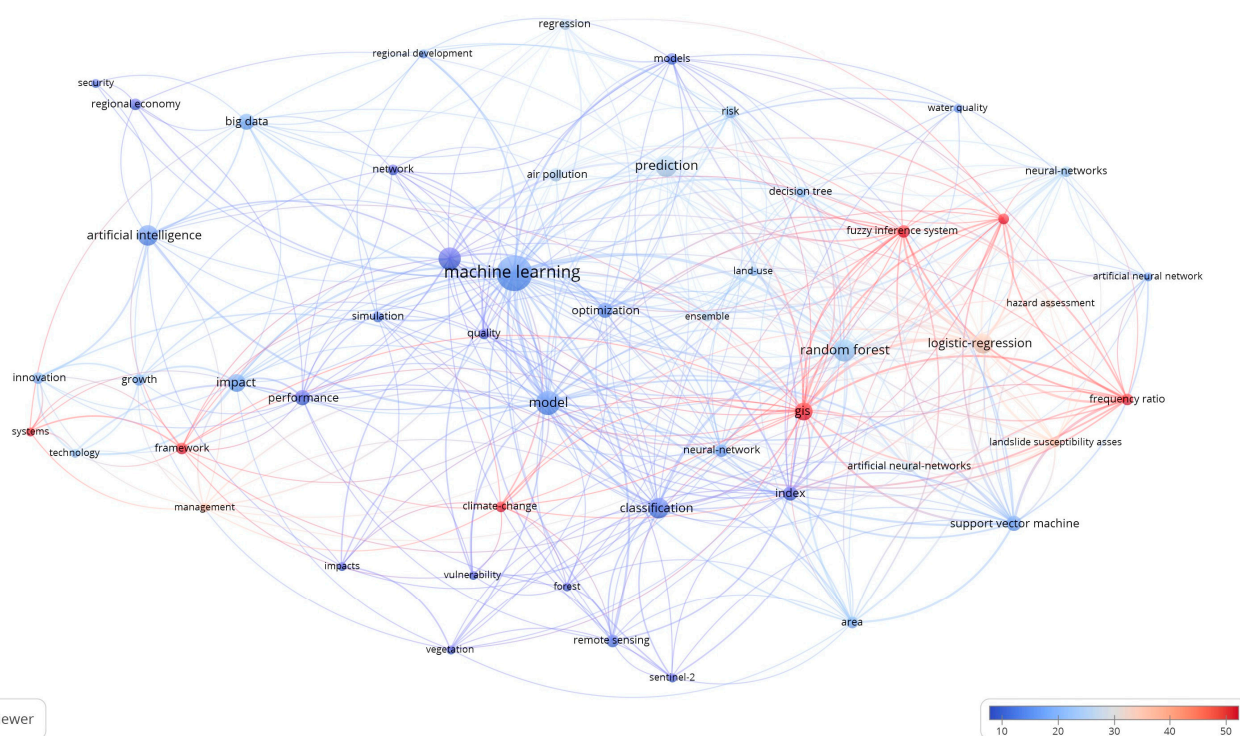 regression
regional development
models
security
regional economy
water quality
risk
big data
network
prediction
air pollution
neural-networks
decision tree
artificial intelligence
fuzzy inference system
machine learning
land-use
artificial neural network
hazard assessment
optimization
simulation
ensemble
quality
logistic-regression
random forest
innovation
growth
impact
performance
model
gis
frequency ratio
systems
technology
framework
neural-network
landslide susceptibility asses
artificial neural-networks
management
climate-change
classification
index
support vector machine
impacts
vulnerability
forest
area
remote sensing
vegetation
sentinel-2
ewer
10 20 30 40 50